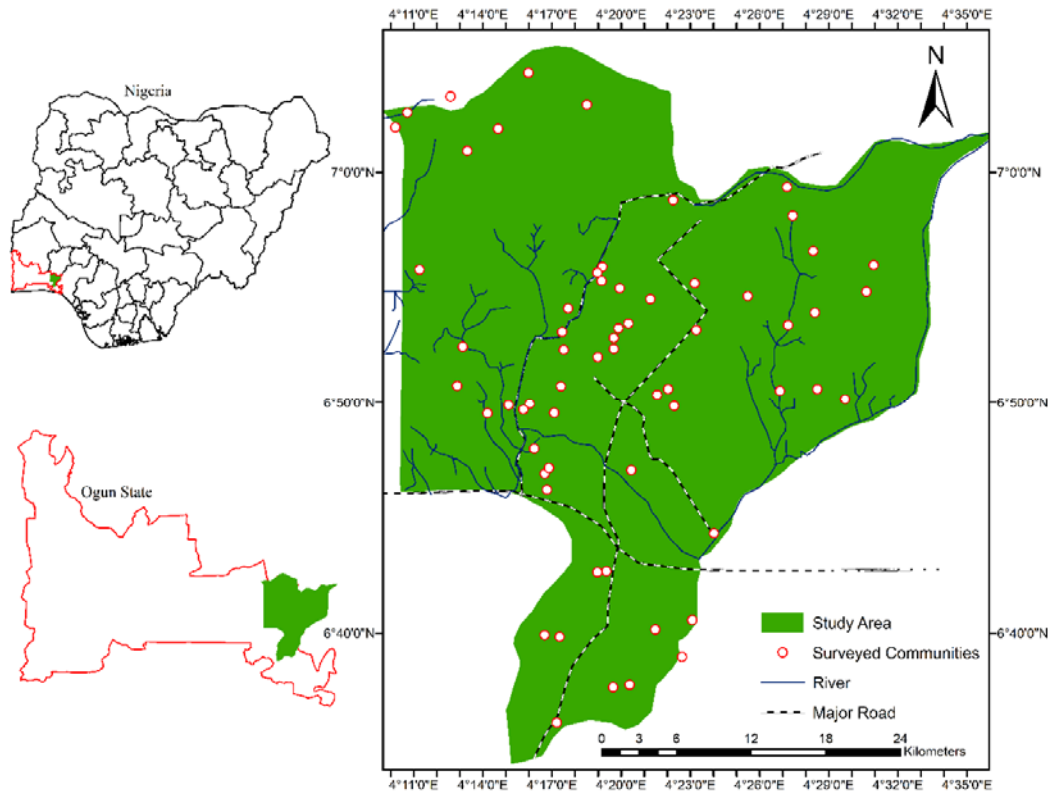 4°11'0"E 4°14'0"E 4°17'0"E 4°20'0"E 4°23'0"E 4°26'0"E 4°29'0"E 4°32'0"E 4°35'0"E
Nigeria
N
7°0'0"N
7°0'0"N
6°50'0"N
6°50'0"N
Ogun State
6°40'0"N
6°40'0"N
Study Area
Surveyed Communities
River
Major Road
0 3 6 12 18 24
Kilometers
4°11'0"E 4°14'0"E 4°17'0"E 4°20'0"E 4°23'0"E 4°26'0"E 4°29'0"E 4°32'0"E 4°35'0"E